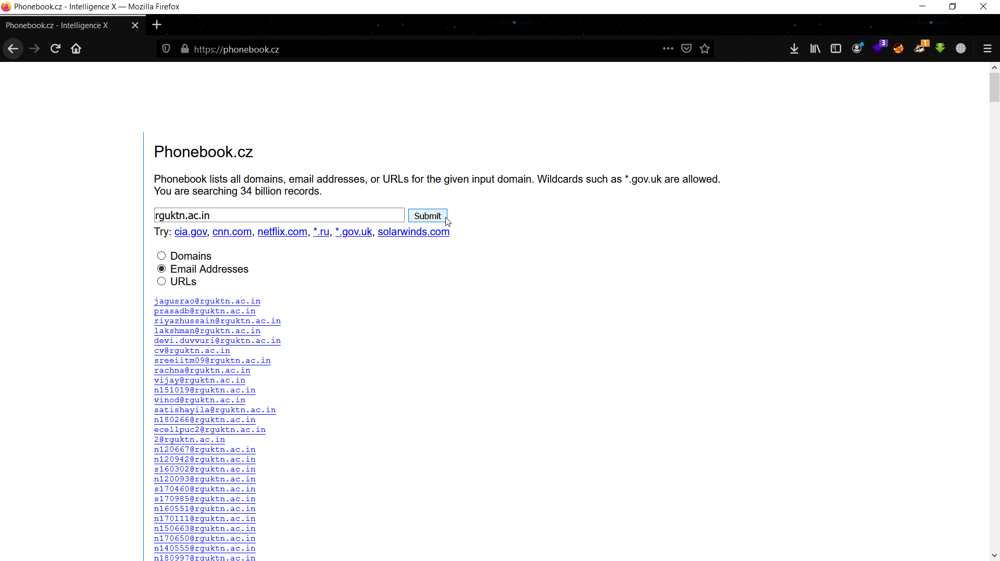 Phonebook.cz - Intelligence X — Mozilla Firefox
Phonebook.cz - Intelligence X
https://phonebook.cz
3
1
Phonebook.cz
Phonebook lists all domains, email addresses, or URLs for the given input domain. Wildcards such as *.gov.uk are allowed.
You are searching 34 billion records.
rguktn.ac.in Submit
Try: cia.gov, cnn.com, netflix.com, *.ru, *.gov.uk, solarwinds.com
Domains
Email Addresses
URLs
jagusrao@rguktn.ac.in
prasadb@rguktn.ac.in
riyazhussain@rguktn.ac.in
lakshman@rguktn.ac.in
devi.duvvuri@rguktn.ac.in
cv@rguktn.ac.in
sreeiitm09@rguktn.ac.in
rachna@rguktn.ac.in
vijay@rguktn.ac.in
n151019@rguktn.ac.in
vinod@rguktn.ac.in
satishayila@rguktn.ac.in
n180266@rguktn.ac.in
ecellpuc2@rguktn.ac.in
2@rguktn.ac.in
n120667@rguktn.ac.in
n120942@rguktn.ac.in
s160302@rguktn.ac.in
n120093@rguktn.ac.in
s170460@rguktn.ac.in
s170985@rguktn.ac.in
n160551@rguktn.ac.in
n170111@rguktn.ac.in
n150663@rguktn.ac.in
n170650@rguktn.ac.in
n140555@rguktn.ac.in
n180997@rguktn.ac.in